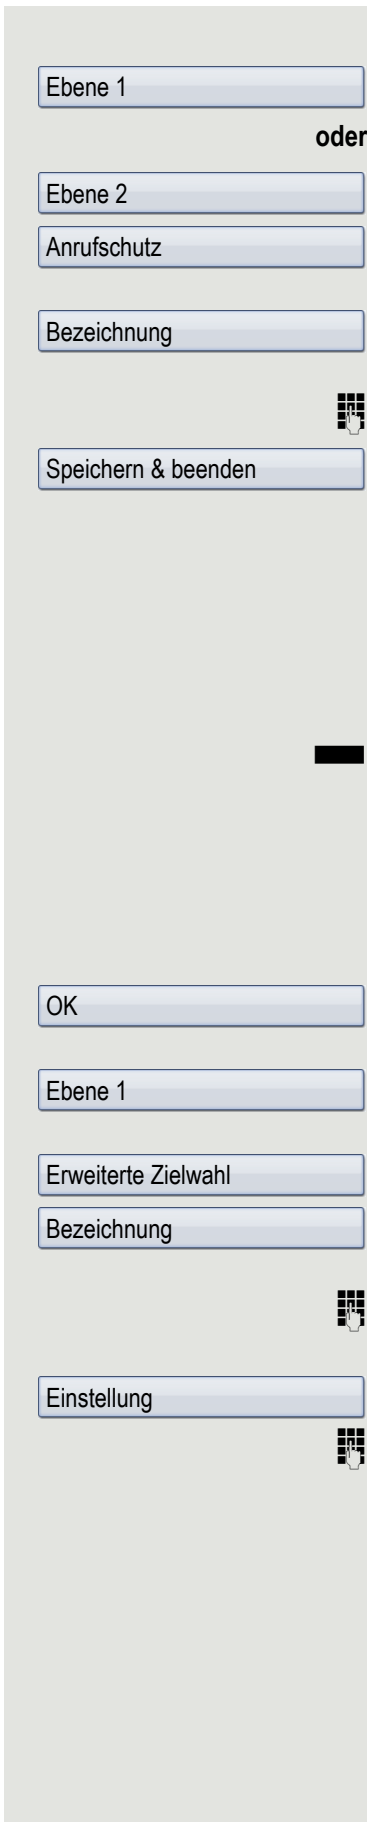 Ebene 1
oder
Ebene 2
Anrufschutz
Bezeichnung
Speichern & beenden
OK
Ebene 1
Erweiterte Zielwahl
Bezeichnung
Einstellung